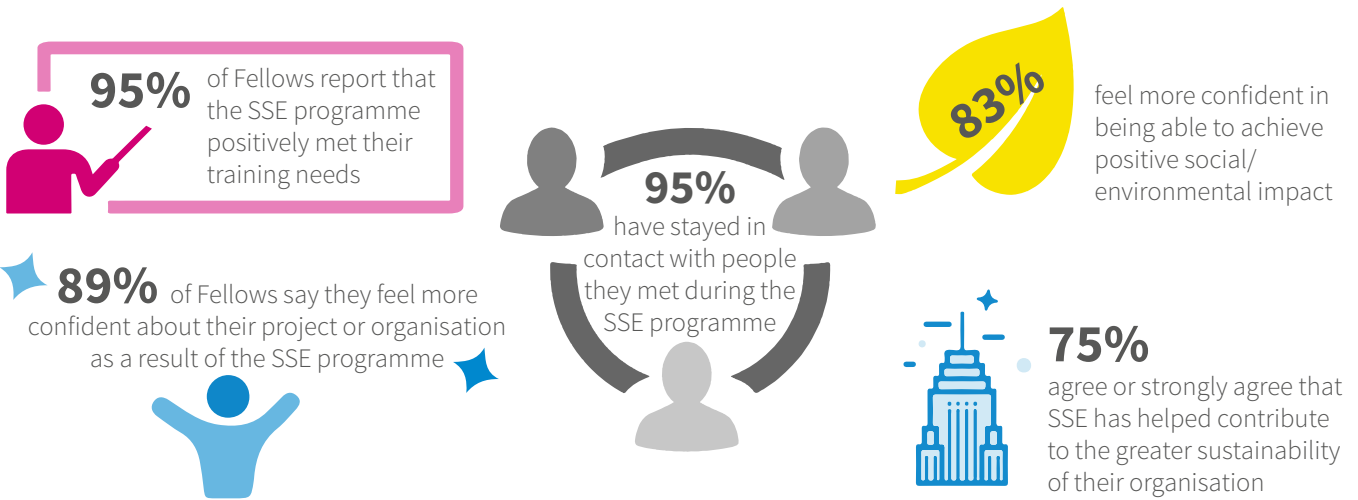 95% of Fellows report that
the SSE programme
positively met their
training needs
89% of Fellows say they feel more
confident about their project or organisation
as a result of the SSE programme
95%
have stayed in
contact with people
they met during the
SSE programme
83%
feel more confident in
being able to achieve
positive social/
environmental impact
75%
agree or strongly agree that
SSE has helped contribute
to the greater sustainability
of their organisation